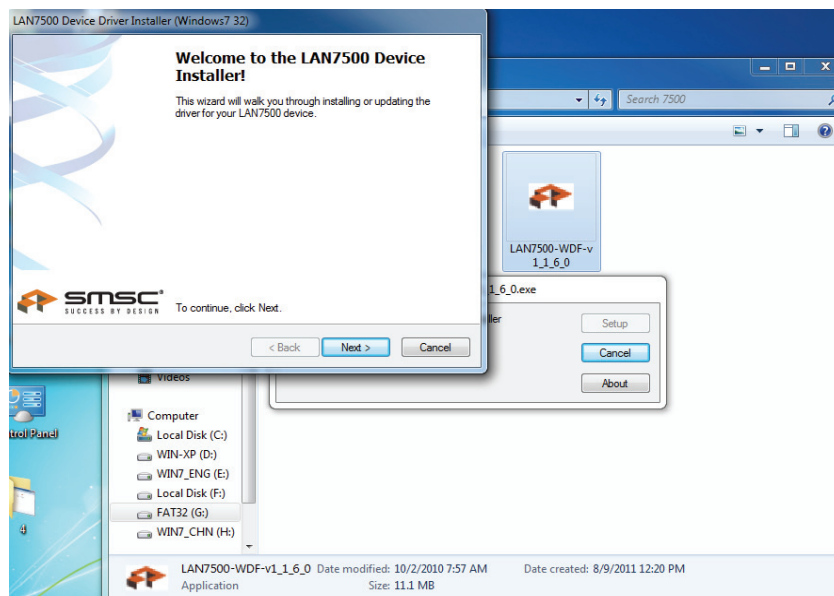 LAN7500 Device Driver Installer (Windows7 32)
Welcome to the LAN7500 Device
Installer!
This wizard will walk you through installing or updating the
driver for your LAN7500 device.
smsc®
SUCCESS BY DESIGN
To continue, click Next.
< Back
Next >
Cancel
Search 7500
LAN7500-WDF-v
1_1_6_0
1_6_0.exe
ller
Setup
Cancel
About
Videos
Computer
Local Disk (C:)
WIN-XP (D:)
WIN7_ENG (E:)
Local Disk (F:)
FAT32 (G:)
WIN7_CHN (H:)
trol Panel
4
LAN7500-WDF-v1_1_6_0 Date modified: 10/2/2010 7:57 AM Date created: 8/9/2011 12:20 PM
Application Size: 11.1 MB